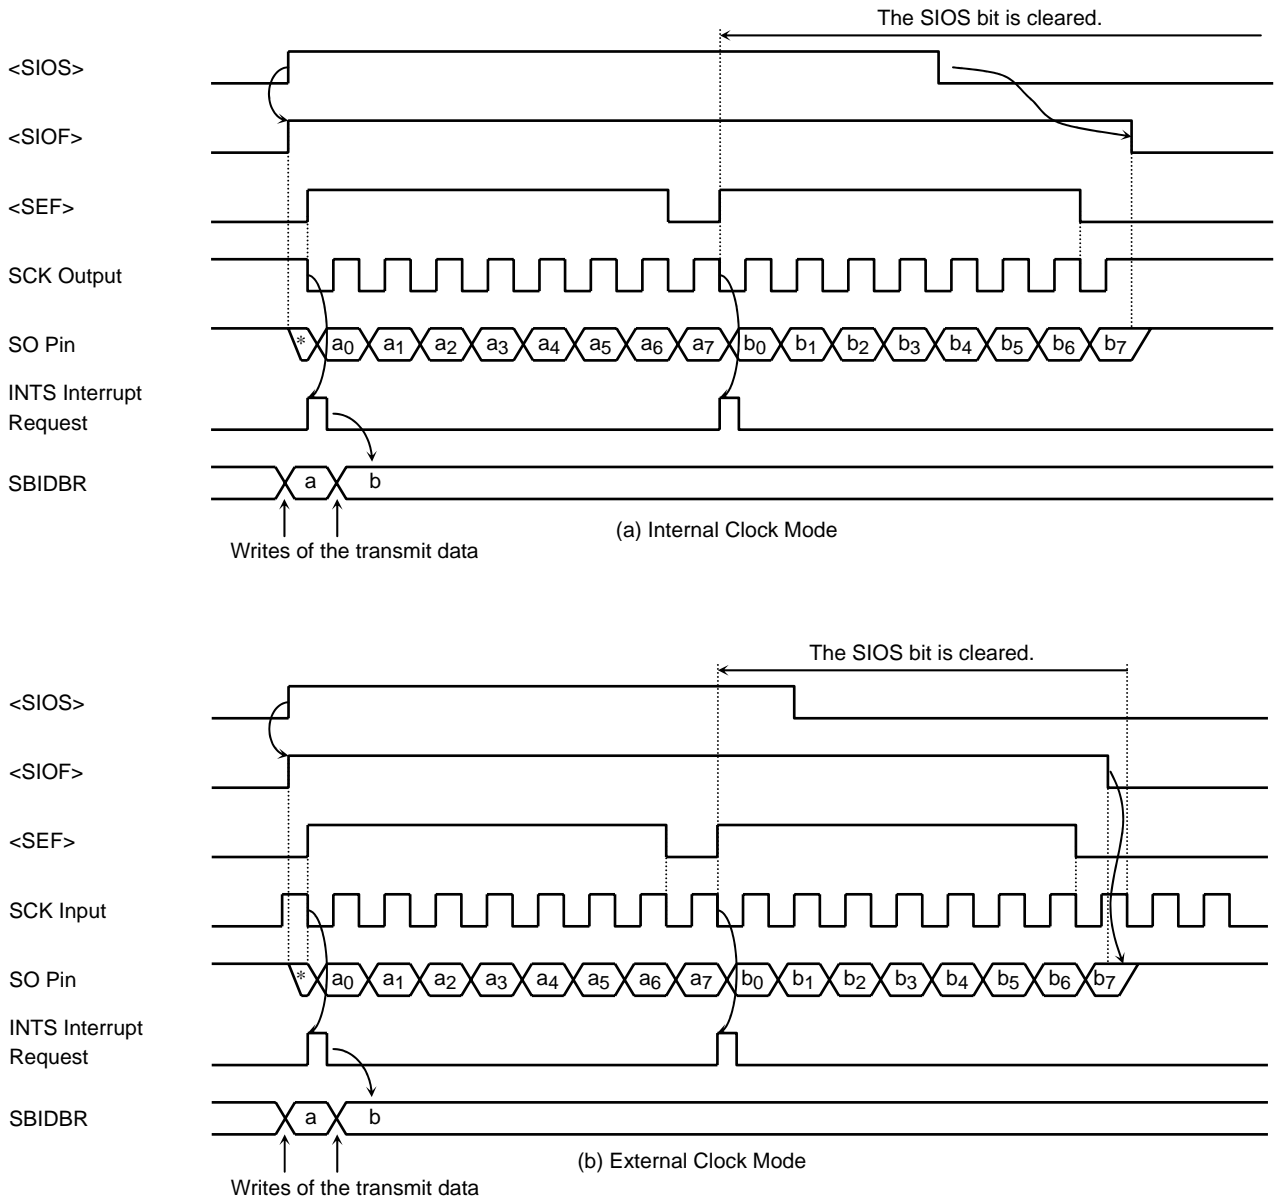 The SIOS bit is cleared.
<SIOS>
<SIOF>
<SEF>
SCK Output
SO Pin
* a0 a1 a2 a3 a4 a5 a6 a7 b0 b1 b2 b3 b4 b5 b6 b7
INTS Interrupt
Request
SBIDBR
a b
(a) Internal Clock Mode
Writes of the transmit data
The SIOS bit is cleared.
<SIOS>
<SIOF>
<SEF>
SCK Input
SO Pin
* a0 a1 a2 a3 a4 a5 a6 a7 b0 b1 b2 b3 b4 b5 b6 b7
INTS Interrupt
Request
SBIDBR
a b
(b) External Clock Mode
Writes of the transmit data